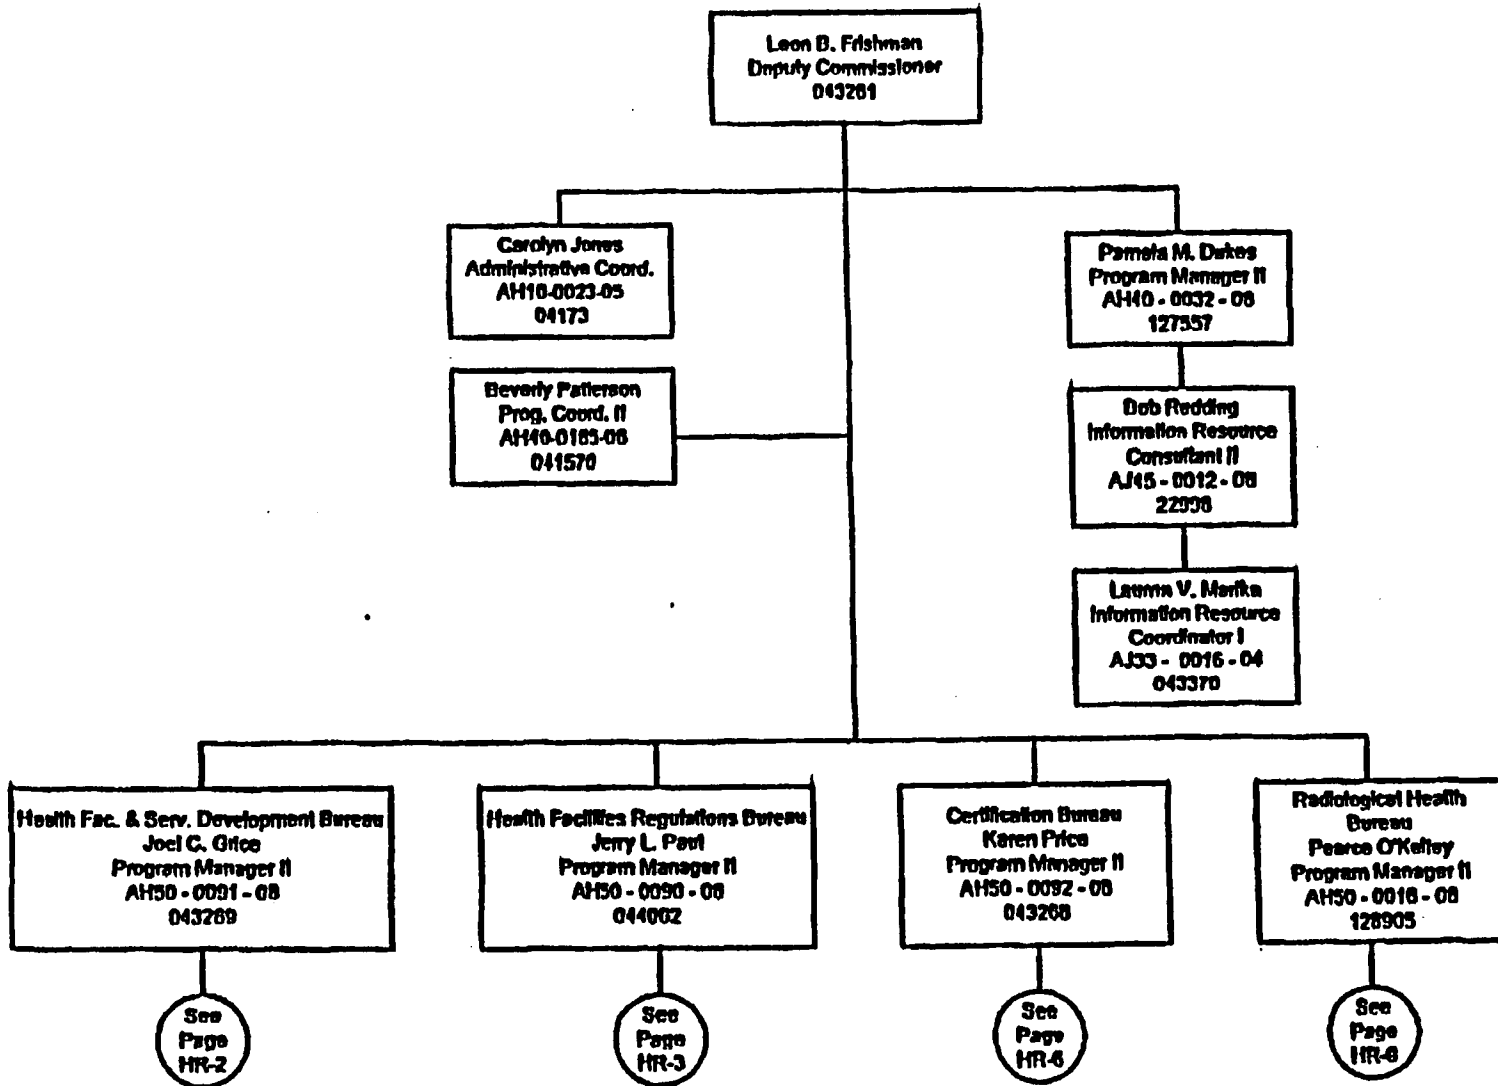 Leon B. Frishman
Deputy Commissioner
043261
Carolyn Jones
Administrative Coord.
AH10-0023-05
04173
Pamela M. Dukes
Program Manager II
AH40 - 0032 - 08
127557
Beverly Patterson
Prog. Coord. II
AH40-0185-06
041570
Bob Redding
Information Resource
Consultant II
AJ45 - 0012 - 08
22998
V. Marika
Information Resource
Coordinator I
AJ33 - 0016 - 04
043370
Health Fac. & Serv. Development Bureau
Joel C. Grice
Program Manager II
AH50 - 0091 - 08
043269
Health Facilities Regulations Bureau
Jerry L. Paul
Program Manager II
AH50 - 0090 - 08
044002
Certification Bureau
Karen Price
Program Manager II
AH50 - 0092 - 08
043268
Radiological Health
Bureau
Pearce O'Kelley
Program Manager II
AH50 - 0016 - 08
128905
See
Page
HR-2
See
Page
HR-3
See
Page
HR-6
See
Page